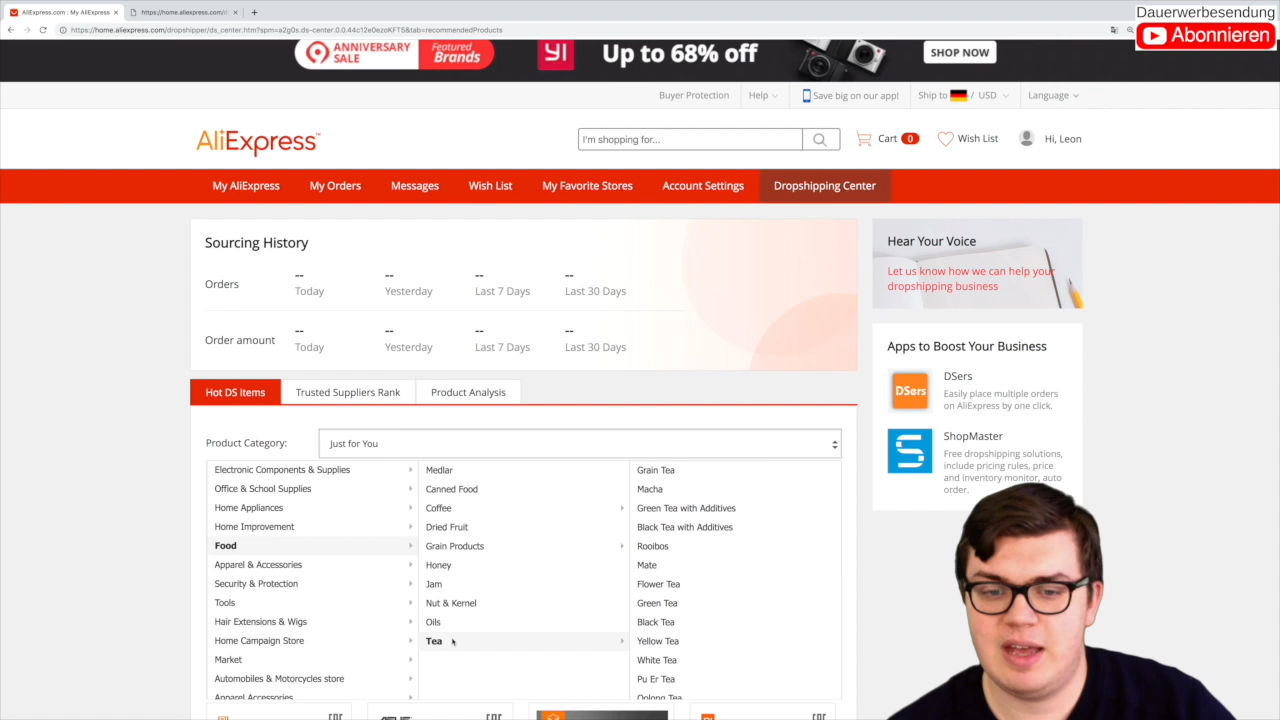 AliExpress.com : My AliExpress
https://home.aliexpress.com/d
Dauerwerbesendung
Abonnieren
https://home.aliexpress.com/dropshipper/ds_center.htm?spm=a2g0s.ds-center.0.0.44c12e0ezoKFT5&tab=recommendedProducts
ANNIVERSARY SALE
Featured Brands
YI
Up to 68% off
SHOP NOW
Buyer Protection
Help
Save big on our app!
Ship to / USD
Language
AliExpress™
I'm shopping for...
Cart 0
Wish List
Hi, Leon
My AliExpress
My Orders
Messages
Wish List
My Favorite Stores
Account Settings
Dropshipping Center
Sourcing History
Orders
--
--
--
--
Today
Yesterday
Last 7 Days
Last 30 Days
Order amount
--
--
--
--
Today
Yesterday
Last 7 Days
Last 30 Days
Hear Your Voice
Let us know how we can help your
dropshipping business
Apps to Boost Your Business
DSers
DSers
Easily place multiple orders
on AliExpress by one click.
S
ShopMaster
Free dropshipping solutions,
include pricing rules, price
and inventory monitor, auto
order.
Hot DS Items
Trusted Suppliers Rank
Product Analysis
Product Category:
Just for You
Electronic Components & Supplies
Office & School Supplies
Home Appliances
Home Improvement
Food
Apparel & Accessories
Security & Protection
Tools
Hair Extensions & Wigs
Home Campaign Store
Market
Automobiles & Motorcycles store
Apparel Accessories
Medlar
Canned Food
Coffee
Dried Fruit
Grain Products
Honey
Jam
Nut & Kernel
Oils
Tea
Grain Tea
Macha
Green Tea with Additives
Black Tea with Additives
Rooibos
Mate
Flower Tea
Green Tea
Black Tea
Yellow Tea
White Tea
Pu Er Tea
Oolong Tea